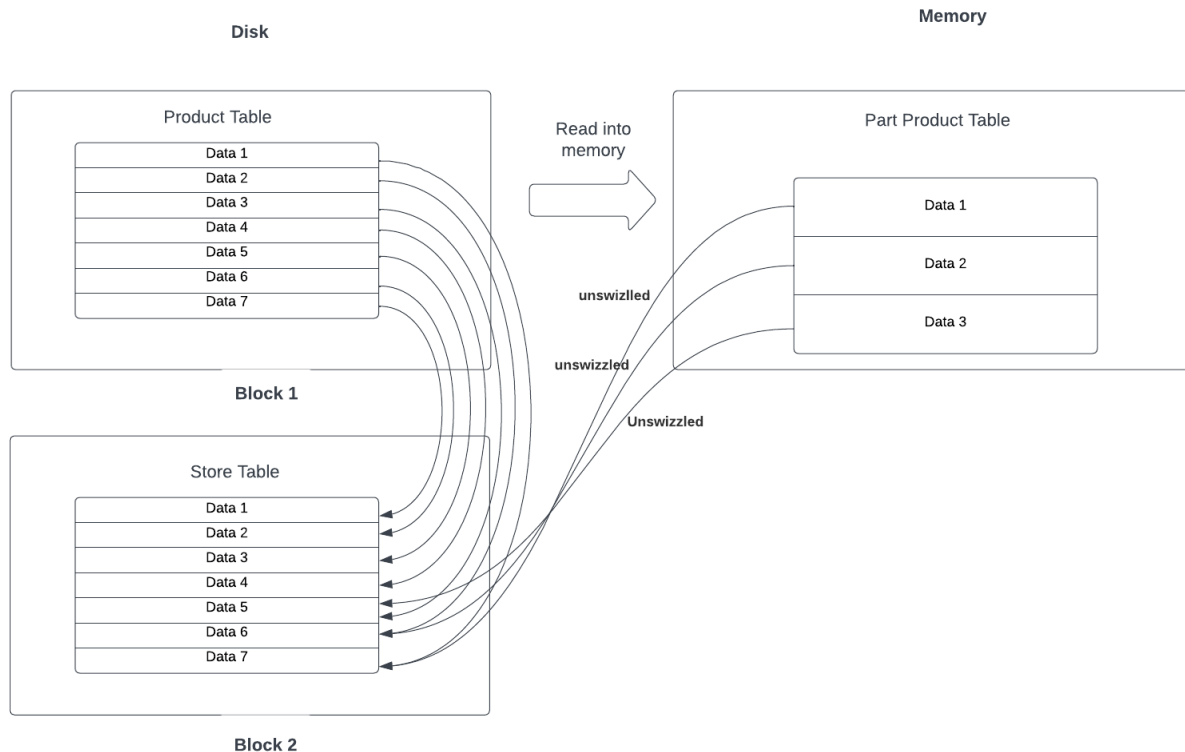 Disk
Memory
Product Table
Data 1
Data 2
Data 3
Data 4
Data 5
Data 6
Data 7
Block 1
Read into
memory
Part Product Table
Data 1
Data 2
Data 3
unswizlled
unswizzled
Unswizzled
Store Table
Data 1
Data 2
Data 3
Data 4
Data 5
Data 6
Data 7
Block 2